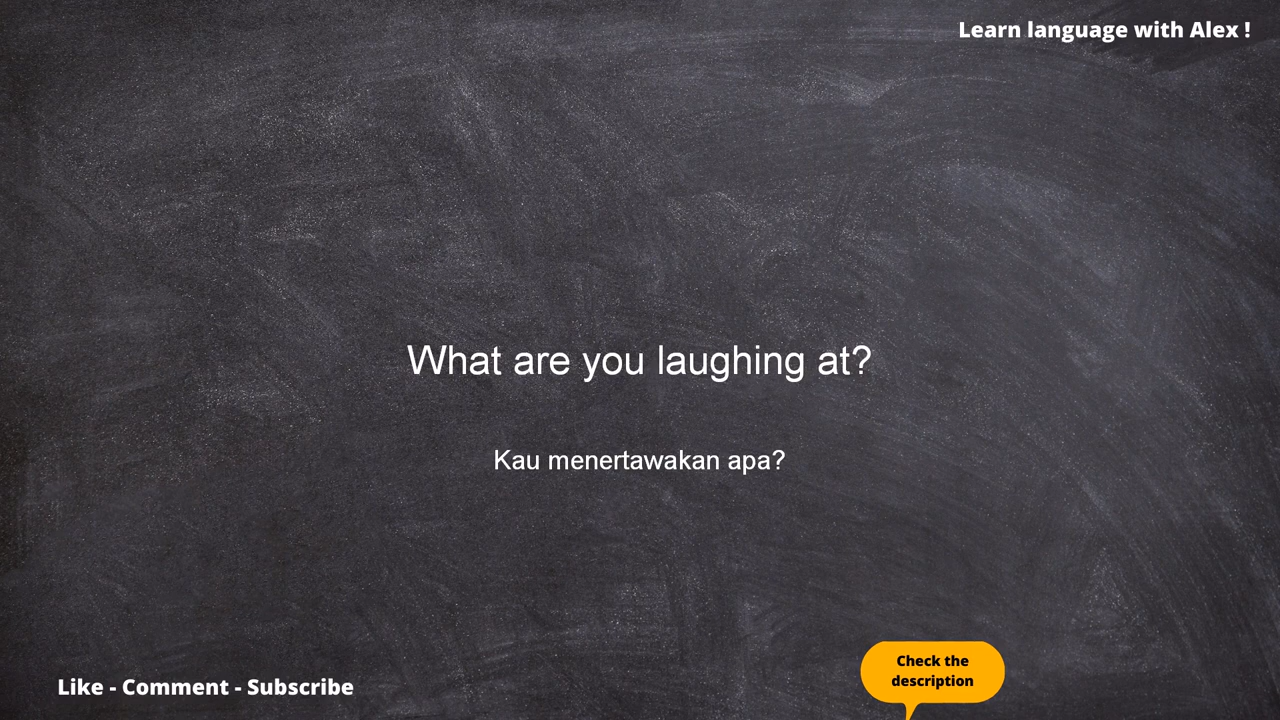 Learn language with Alex !
What are you laughing at?
Kau menertawakan apa?
Check the
description
Like - Comment - Subscribe